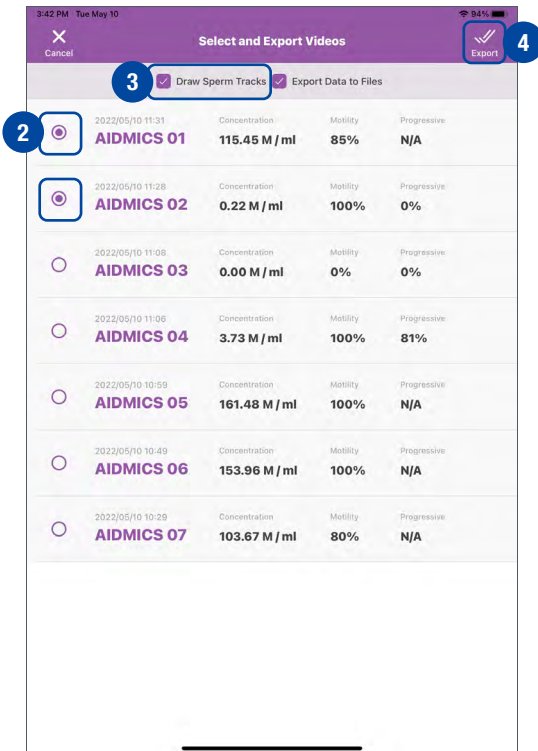 3:42 PM Tue May 10
94%
Cancel
Select and Export Videos
Export
4
3
Draw Sperm Tracks
Export Data to Files
2
2022/05/10 11:31
AIDMICS 01
Concentration
115.45 M / ml
Motility
85%
Progressive
N/A
2022/05/10 11:28
AIDMICS 02
Concentration
0.22 M / ml
Motility
100%
Progressive
0%
2022/05/10 11:08
AIDMICS 03
Concentration
0.00 M / ml
Motility
0%
Progressive
0%
2022/05/10 11:06
AIDMICS 04
Concentration
3.73 M / ml
Motility
100%
Progressive
81%
2022/05/10 10:59
AIDMICS 05
Concentration
161.48 M / ml
Motility
100%
Progressive
N/A
2022/05/10 10:49
AIDMICS 06
Concentration
153.96 M / ml
Motility
100%
Progressive
N/A
2022/05/10 10:29
AIDMICS 07
Concentration
103.67 M / ml
Motility
80%
Progressive
N/A